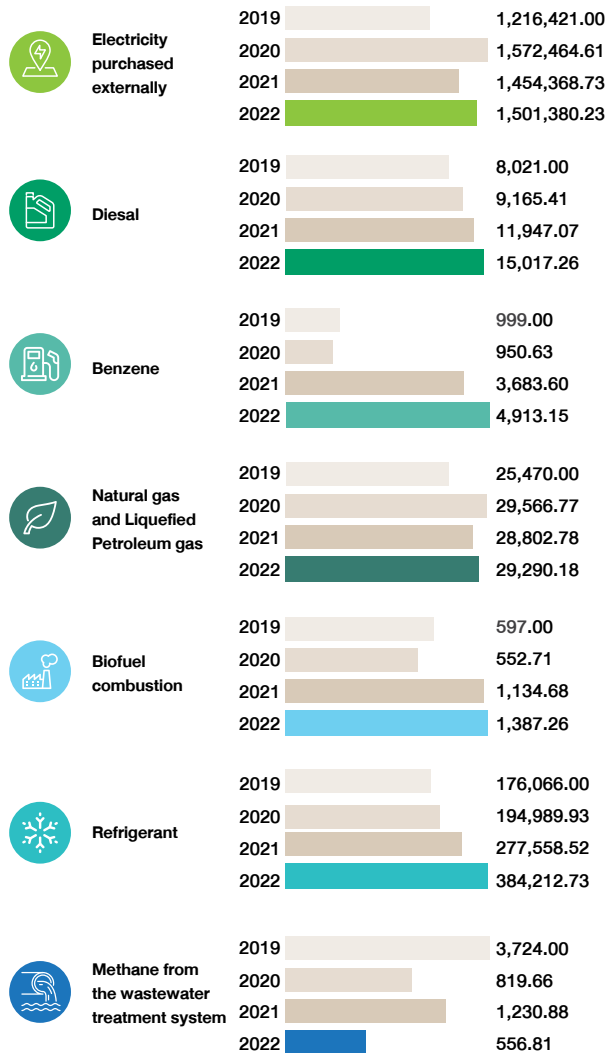 Electricity
purchased
externally
2019 1,216,421.00
2020 1,572,464.61
2021 1,454,368.73
2022 1,501,380.23
Diesal
2019 8,021.00
2020 9,165.41
2021 11,947.07
2022 15,017.26
Benzene
2019 999.00
2020 950.63
2021 3,683.60
2022 4,913.15
Natural gas
and Liquefied
Petroleum gas
2019 25,470.00
2020 29,566.77
2021 28,802.78
2022 29,290.18
Biofuel
combustion
2019 597.00
2020 552.71
2021 1,134.68
2022 1,387.26
Refrigerant
2019 176,066.00
2020 194,989.93
2021 277,558.52
2022 384,212.73
Methane from
the wastewater
treatment system
2019 3,724.00
2020 819.66
2021 1,230.88
2022 556.81